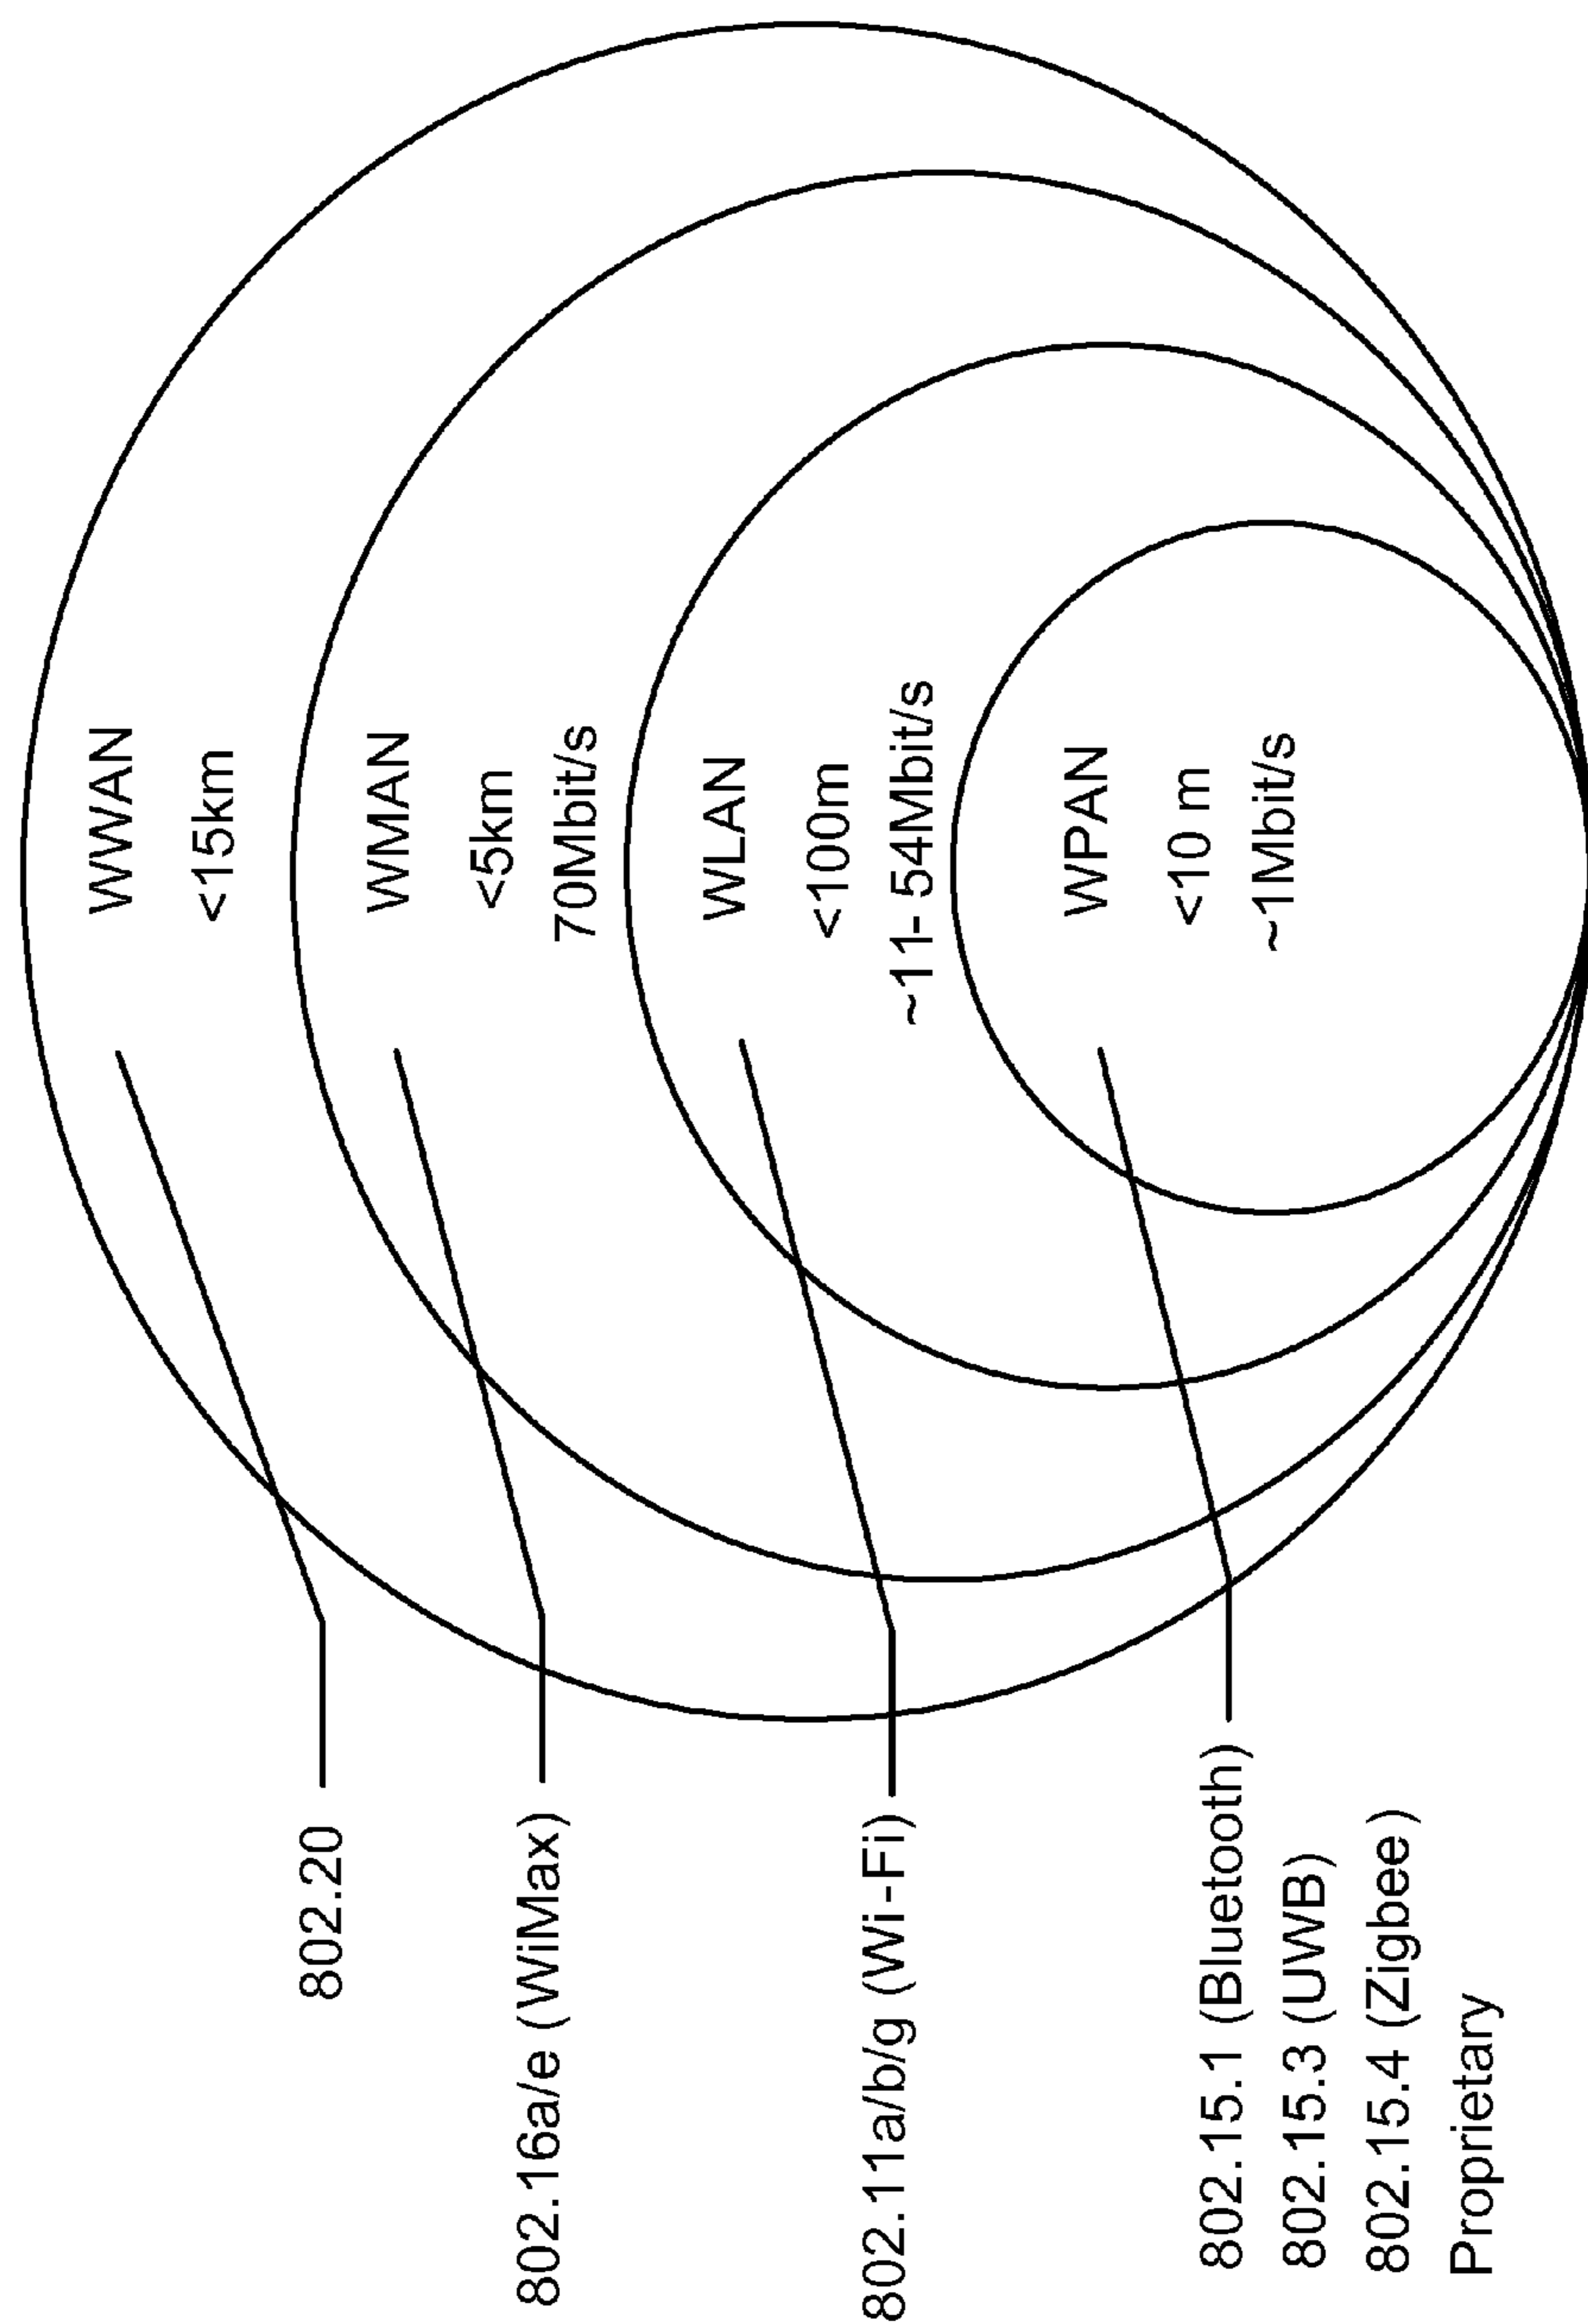 802.20
802.16a/e (WiMax)
802.11a/b/g (Wi-Fi)
802.15.1 (Bluetooth)
802.15.3 (UWB)
802.15.4 (Zigbee)
Proprietary
WWAN
<15km
WMAN
<5km
70Mbit/s
WLAN
<100m
~11-54Mbit/s
WPAN
<10 m
~1Mbit/s